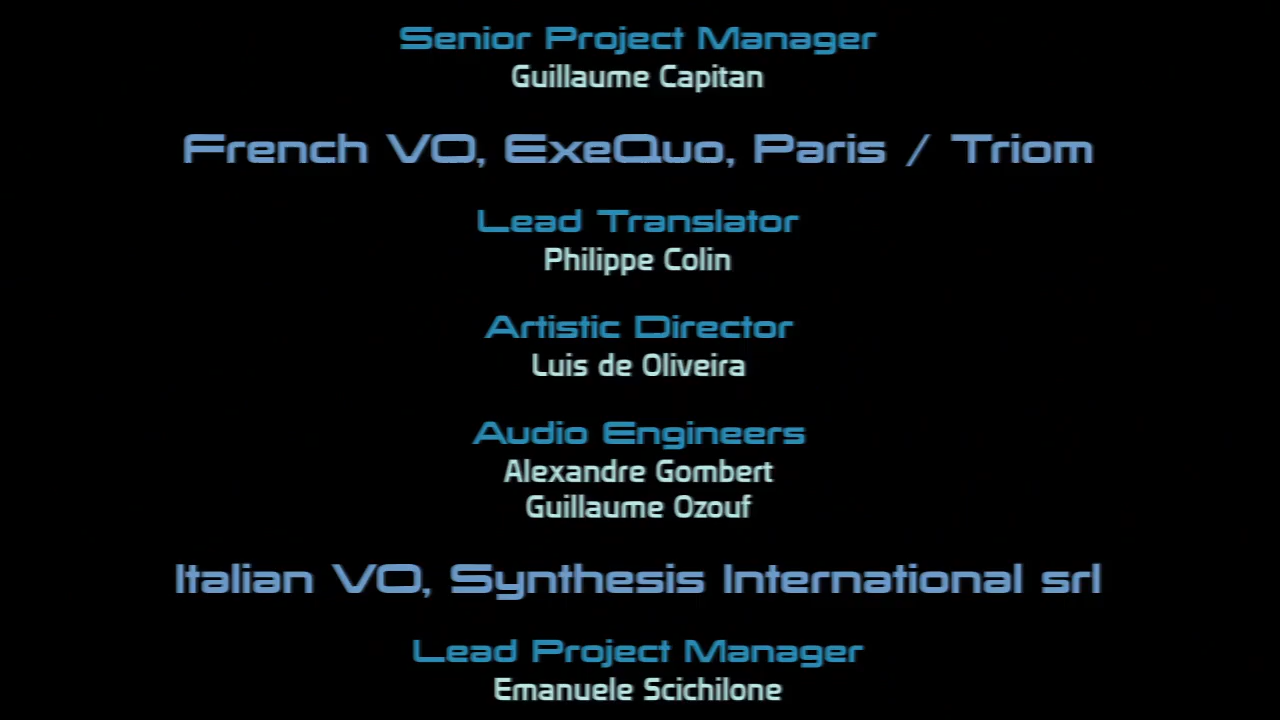 Senior Project Manager
Guillaume Capitan
French VO, ExeQuo, Paris / Triom
Lead Translator
Philippe Colin
Artistic Director
Luis de Oliveira
Audio Engineers
Alexandre Gombert
Guillaume Ozouf
Italian VO, Synthesis International srl
Lead Project Manager
Emanuele Scichilone